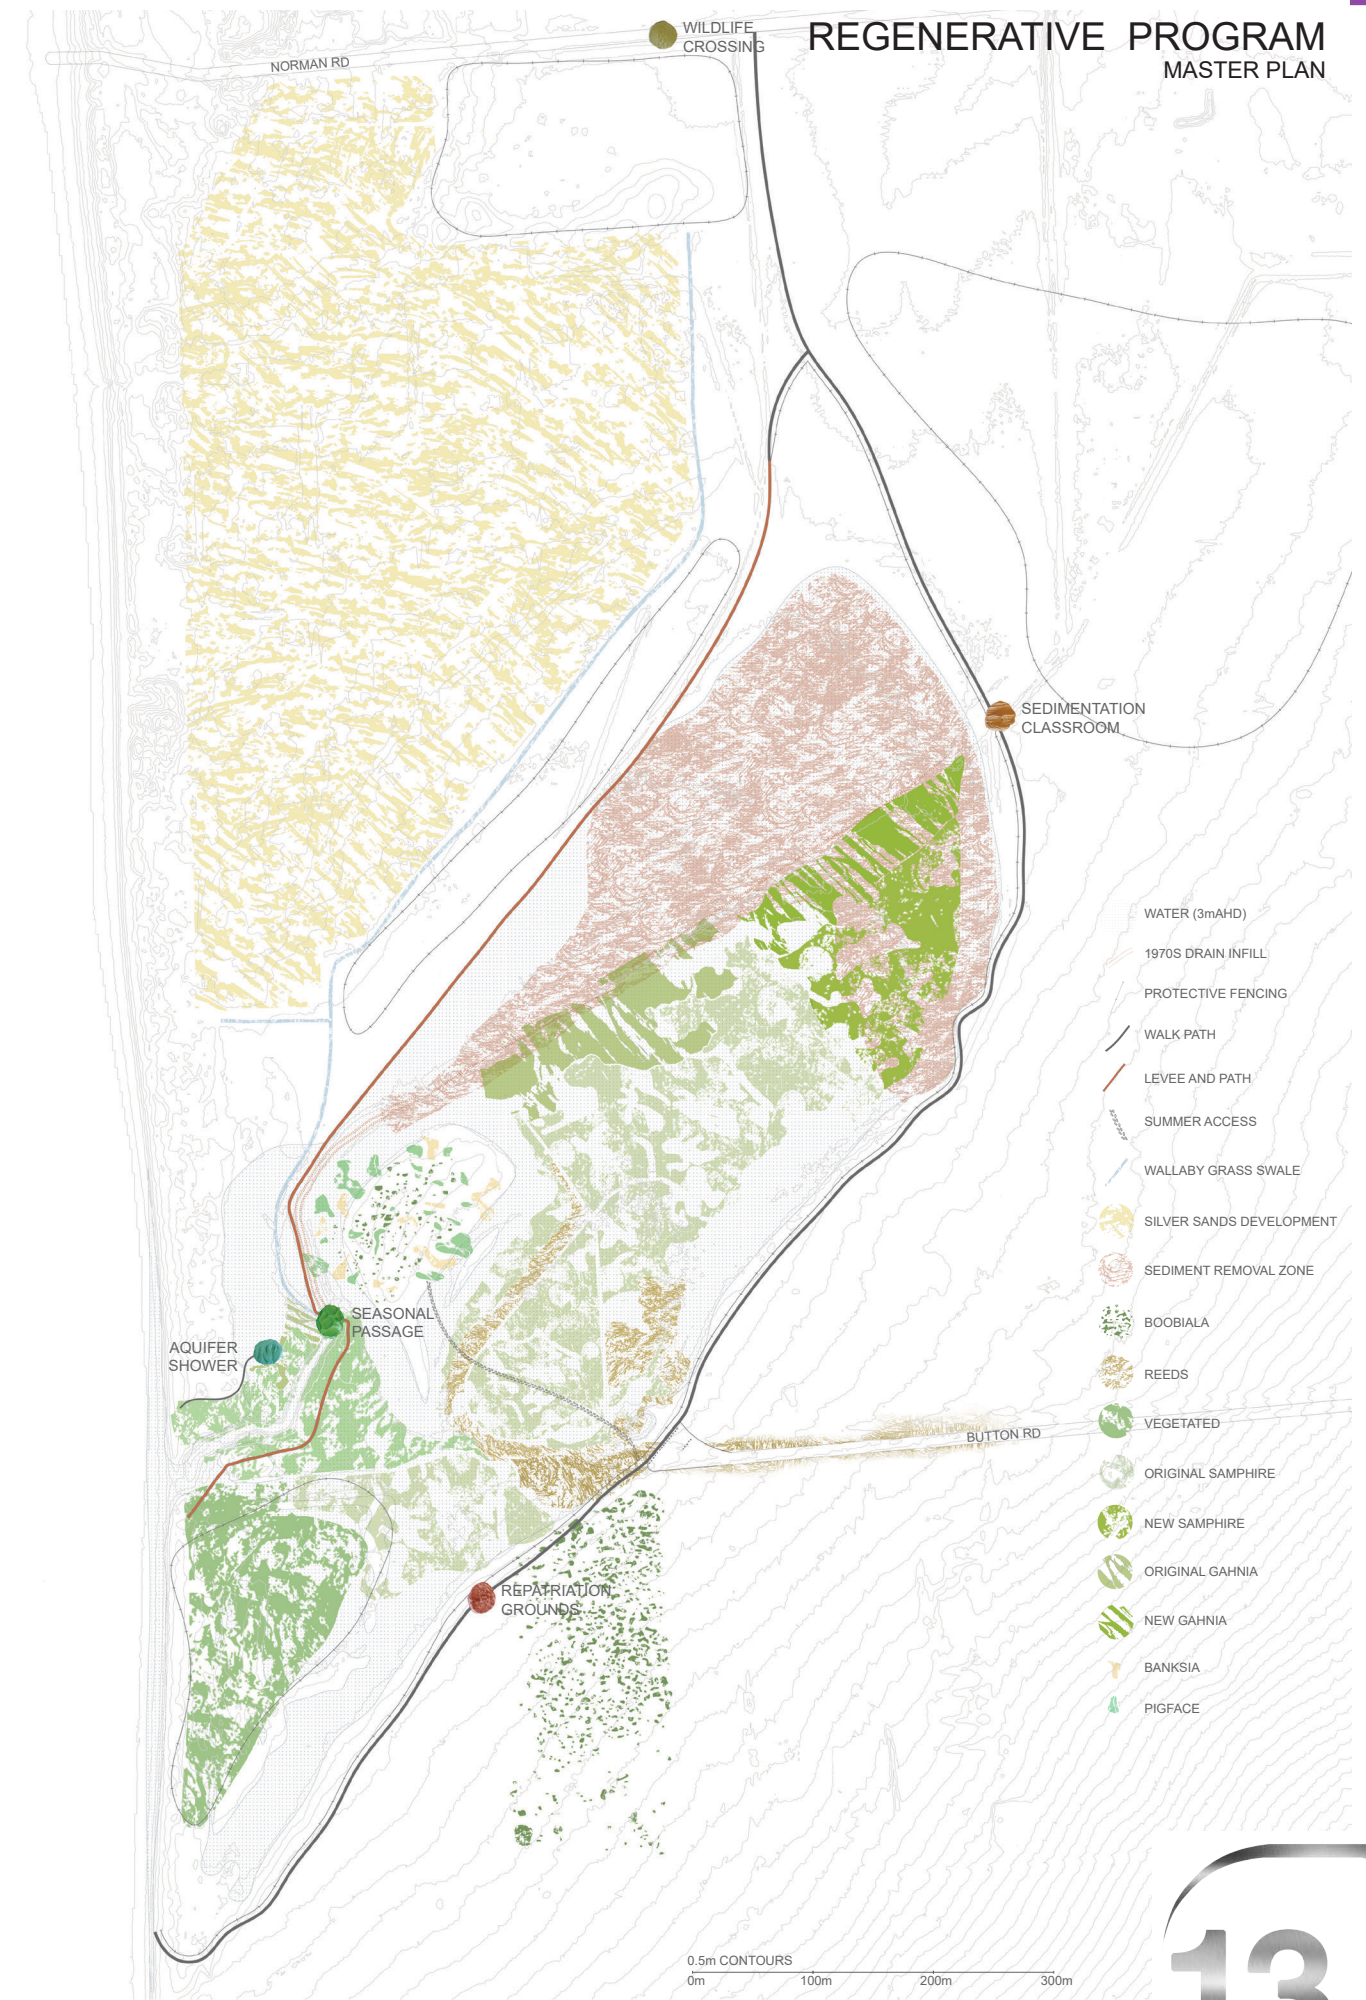 REGENERATIVE PROGRAM
MASTER PLAN
WILDLIFE
CROSSING
NORMAN RD
SEDIMENTATION
CLASSROOM
WATER (3mAHD)
1970S DRAIN INFILL
PROTECTIVE FENCING
WALK PATH
LEVEE AND PATH
SUMMER ACCESS
WALLABY GRASS SWALE
SILVER SANDS DEVELOPMENT
SEDIMENT REMOVAL ZONE
BOOBIALA
REEDS
VEGETATED
ORIGINAL SAMPHIRE
NEW SAMPHIRE
ORIGINAL GAHNIA
NEW GAHNIA
BANKSIA
PIGFACE
SEASONAL
PASSAGE
AQUIFER
SHOWER
BUTTON RD
REPATRIATION
GROUNDS
0.5m CONTOURS
0m 100m 200m 300m
13